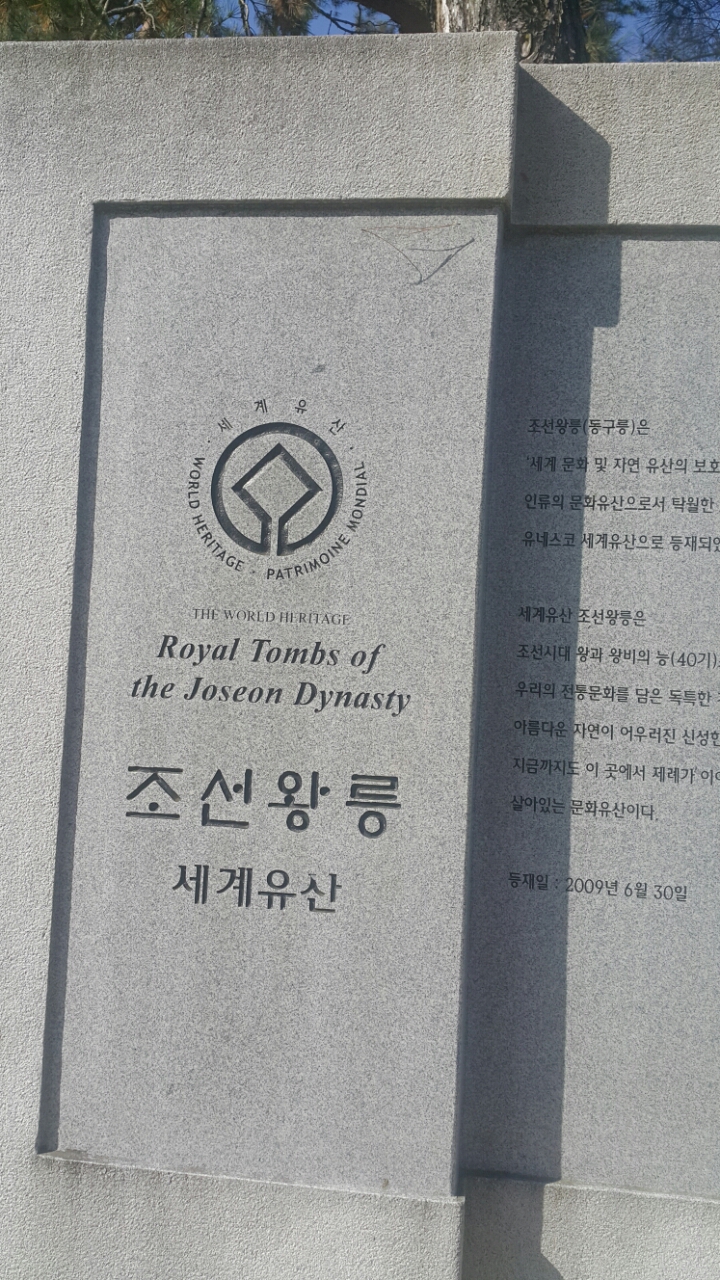 세계유산
WORLD HERITAGE · PATRIMOINE MONDIAL
THE WORLD HERITAGE
Royal Tombs of
the Joseon Dynasty
조선왕릉
세계유산
조선왕릉(동구릉)은
'세계 문화 및 자연 유산의 보호
인류의 문화유산으로서 탁월한
유네스코 세계유산으로 등재되었
세계유산 조선왕릉은
조선시대 왕과 왕비의 능(40기)
우리의 전통문화를 담은 독특한
아름다운 자연이 어우러진 신성한
지금까지도 이 곳에서 제례가 이어
살아있는 문화유산이다.
등재일 : 2009년 6월 30일